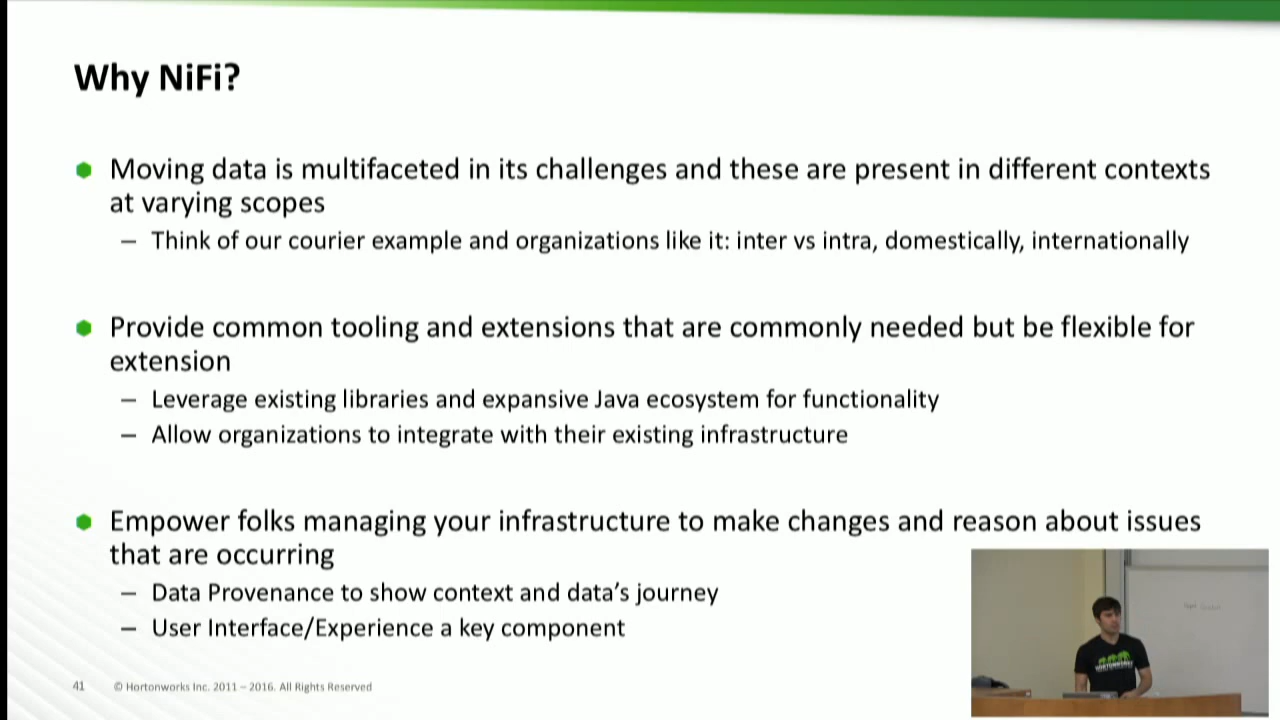 Why NiFi?
Moving data is multifaceted in its challenges and these are present in different contexts
at varying scopes
– Think of our courier example and organizations like it: inter vs intra, domestically, internationally
Provide common tooling and extensions that are commonly needed but be flexible for
extension
– Leverage existing libraries and expansive Java ecosystem for functionality
– Allow organizations to integrate with their existing infrastructure
Empower folks managing your infrastructure to make changes and reason about issues
that are occurring
– Data Provenance to show context and data’s journey
– User Interface/Experience a key component
HORTONWORKS
41 © Hortonworks Inc. 2011 – 2016. All Rights Reserved